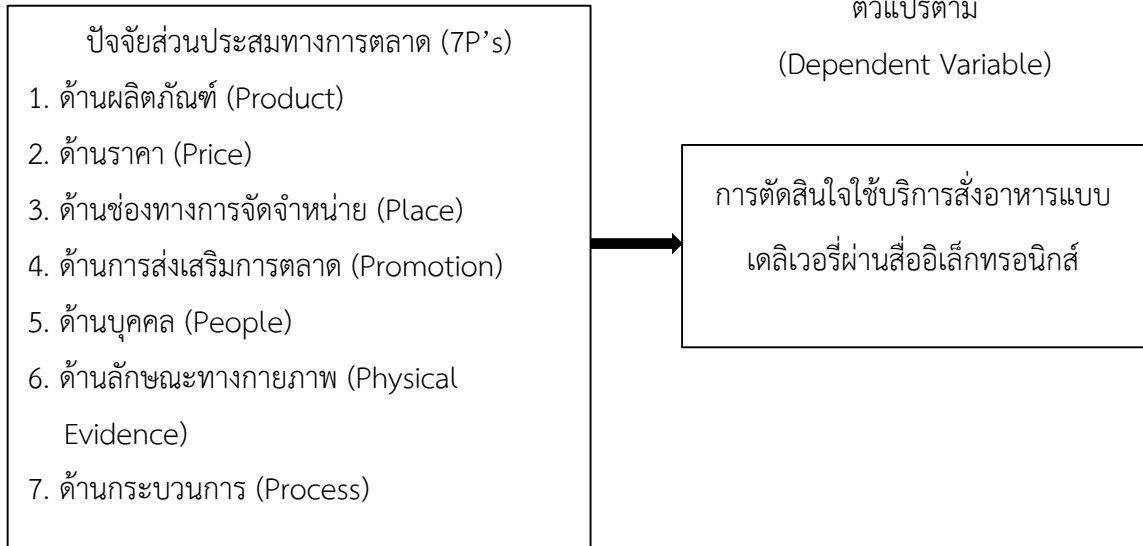 ปัจจัยส่วนประสมทางการตลาด (7P’s)
1. ด้านผลิตภัณฑ์ (Product)
2. ด้านราคา (Price)
3. ด้านช่องทางการจัดจำหน่าย (Place)
4. ด้านการส่งเสริมการตลาด (Promotion)
5. ด้านบุคคล (People)
6. ด้านลักษณะทางกายภาพ (Physical
Evidence)
7. ด้านกระบวนการ (Process)
ตัวแปรตาม
(Dependent Variable)
การตัดสินใจใช้บริการสั่งอาหารแบบ
เดลิเวอรี่ผ่านสื่ออิเล็กทรอนิกส์